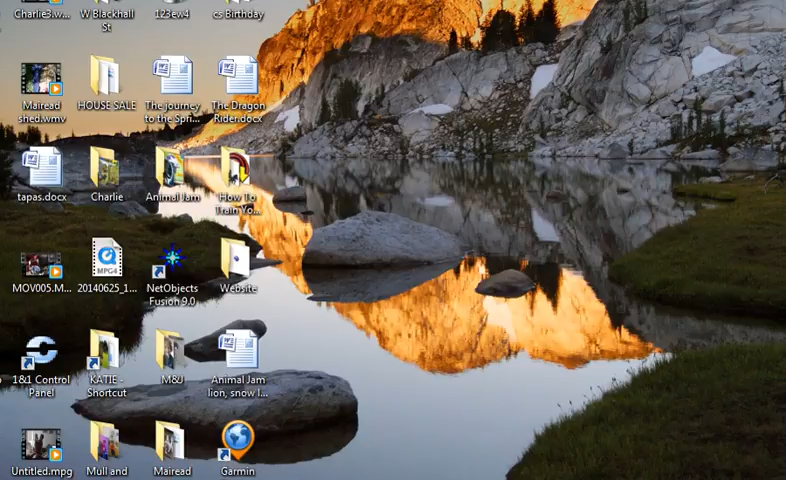 Charlie3.w...
W Blackhall
St
123ew4
cs Birthday
Mairead
shed.wmv
HOUSE SALE
The journey
to the Spri...
The Dragon
Rider.docx
tapas.docx
Charlie
Animal Jam
How To
Train Yo...
MOV005.M...
MPG4
20140625_1...
NetObjects
Fusion 9.0
Website
1&1 Control
Panel
KATIE -
Shortcut
M&J
Animal Jam
lion, snow l...
Untitled.mpg
Mull and
Mairead
Garmin